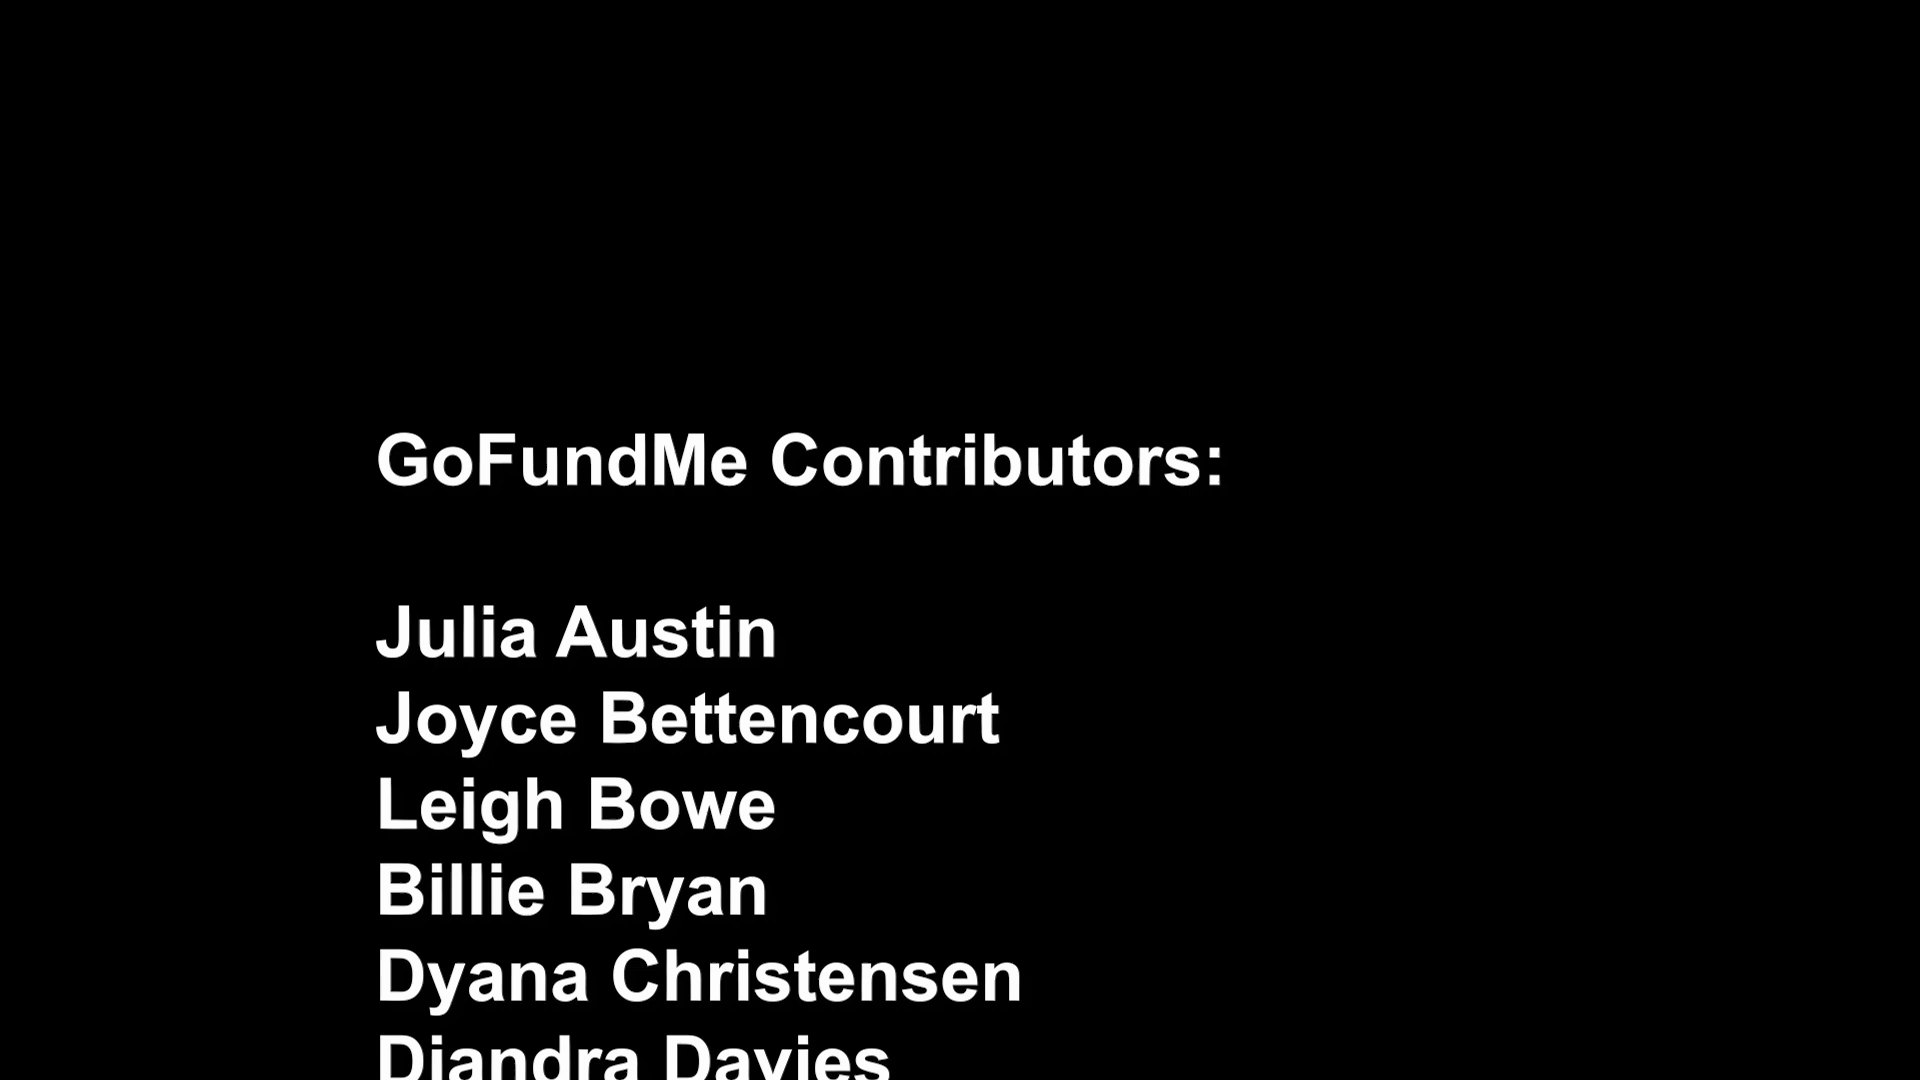 GoFundMe Contributors:
Julia Austin
Joyce Bettencourt
Leigh Bowe
Billie Bryan
Dyana Christensen
Diandra Davies